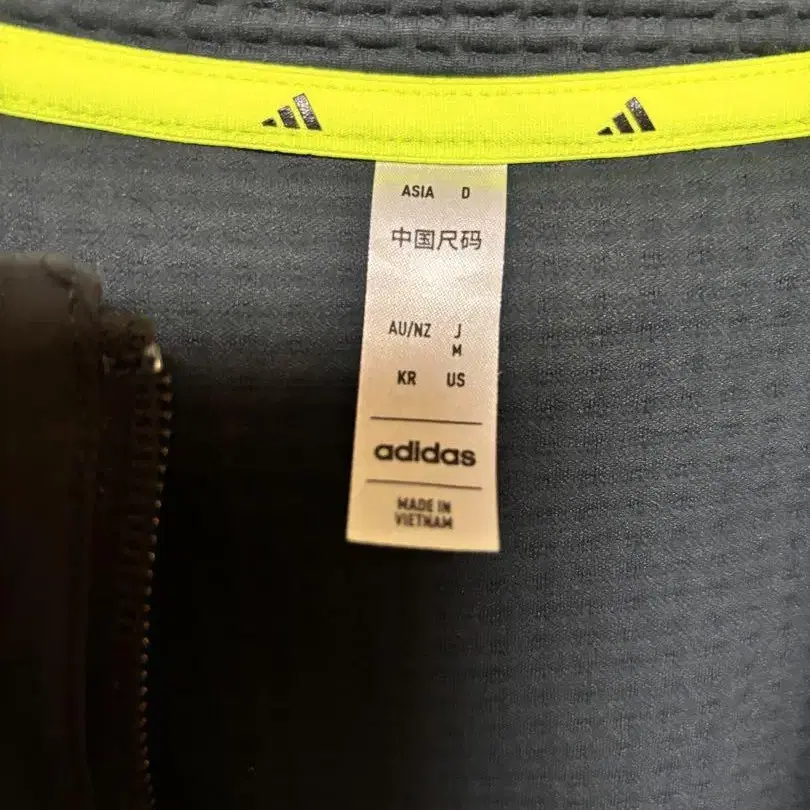 ASIA D
中国尺码
AU/NZ J
M
KR US
adidas
MADE IN
VIETNAM